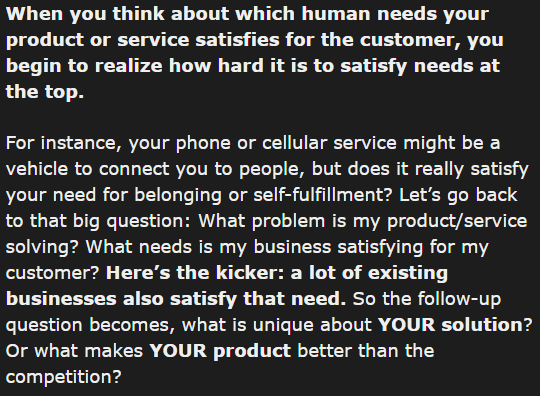 When you think about which human needs your
product or service satisfies for the customer, you
begin to realize how hard it is to satisfy needs at
the top.
For instance, your phone or cellular service might be a
vehicle to connect you to people, but does it really satisfy
your need for belonging or self-fulfillment? Let’s go back
to that big question: What problem is my product/service
solving? What needs is my business satisfying for my
customer? Here’s the kicker: a lot of existing
businesses also satisfy that need. So the follow-up
question becomes, what is unique about YOUR solution?
Or what makes YOUR product better than the
competition?